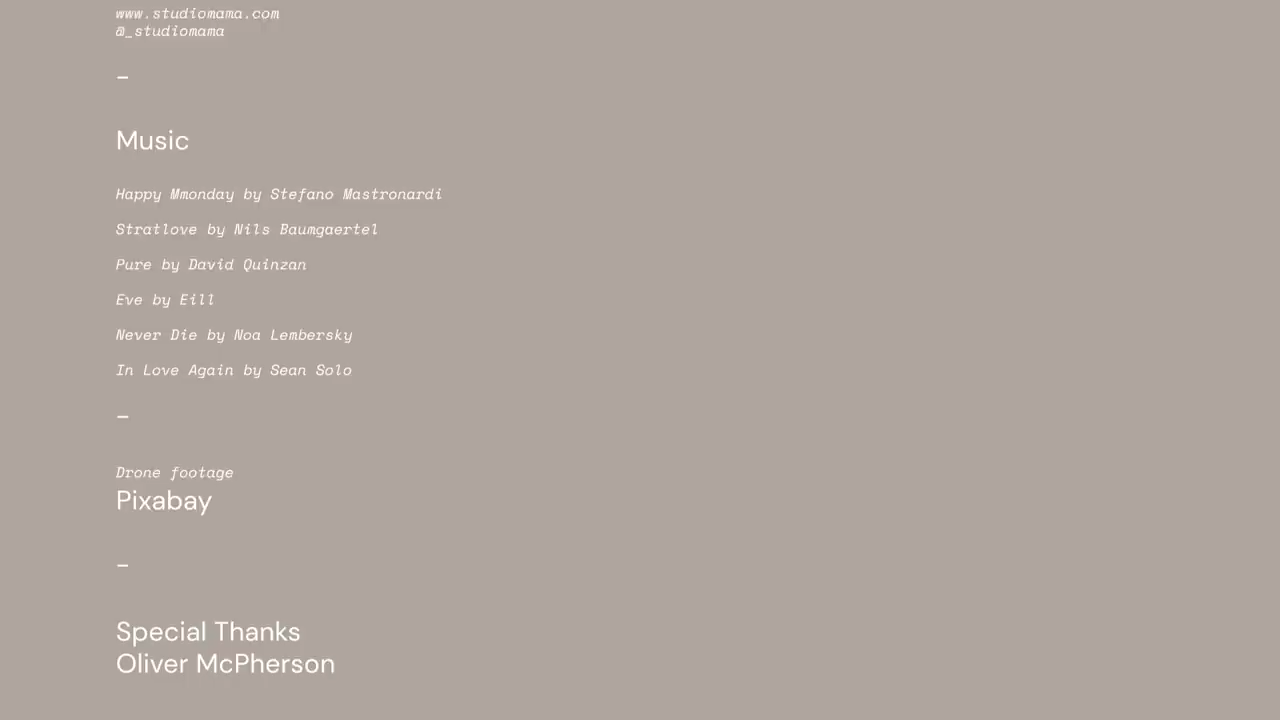 www.studiomama.com
@_studiomama
–
Music
Happy Mmonday by Stefano Mastronardi
Stratlove by Nils Baumgaertel
Pure by David Quinzan
Eve by Eill
Never Die by Noa Lembersky
In Love Again by Sean Solo
–
Drone footage
Pixabay
–
Special Thanks
Oliver McPherson